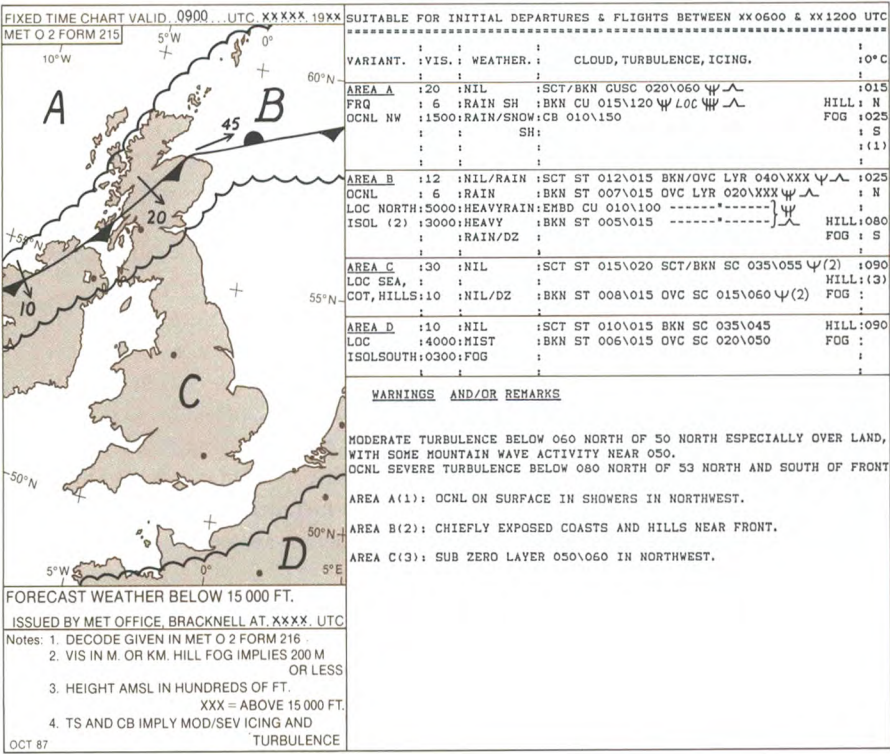 FIXED TIME CHART VALID..0900.....UTC. XXXXX 19XX
MET O 2 FORM 215
10°W
5°W
0°
60°N
A
B
45
20
+55°N
10
55°N
C
50°N
50°N
D
5°W
0°
5°E
FORECAST WEATHER BELOW 15 000 FT.
ISSUED BY MET OFFICE, BRACKNELL AT. XXXX. UTC
Notes: 1. DECODE GIVEN IN MET O 2 FORM 216
2. VIS IN M. OR KM. HILL FOG IMPLIES 200 M
OR LESS
3. HEIGHT AMSL IN HUNDREDS OF FT.
XXX = ABOVE 15 000 FT.
4. TS AND CB IMPLY MOD/SEV ICING AND
TURBULENCE
OCT 87
SUITABLE FOR INITIAL DEPARTURES & FLIGHTS BETWEEN XX 0600 & XX 1200 UTC
VARIANT. : VIS. : WEATHER. : CLOUD, TURBULENCE, ICING. :0°C
AREA A :20 :NIL :SCT/BKN CUSC 020\060 :015
FRQ : 6 :RAIN SH :BKN CU 015\120 LOC HILL: N
OCNL NW :1500:RAIN/SNOW:CB 010\150 FOG :025
SH: : S
:(1)
AREA B :12 :NIL/RAIN :SCT ST 012\015 BKN/OVC LYR 040\XXX :025
OCNL : 6 :RAIN :BKN ST 007\015 OVC LYR 020\XXX : N
LOC NORTH:5000:HEAVYRAIN:EMBD CU 010\100 ------"------
ISOL (2) :3000:HEAVY :BKN ST 005\015 ------"------ HILL:080
:RAIN/DZ : FOG : S
AREA C :30 :NIL :SCT ST 015\020 SCT/BKN SC 035\055 (2) :090
LOC SEA, : : : HILL:(3)
COT, HILLS:10 :NIL/DZ :BKN ST 008\015 OVC SC 015\060 (2) FOG :
AREA D :10 :NIL :SCT ST 010\015 BKN SC 035\045 HILL:090
LOC :4000:MIST :BKN ST 006\015 OVC SC 020\050 FOG :
ISOLSOUTH:0300:FOG :
WARNINGS AND/OR REMARKS
MODERATE TURBULENCE BELOW 060 NORTH OF 50 NORTH ESPECIALLY OVER LAND,
WITH SOME MOUNTAIN WAVE ACTIVITY NEAR 050.
OCNL SEVERE TURBULENCE BELOW 080 NORTH OF 53 NORTH AND SOUTH OF FRONT
AREA A(1): OCNL ON SURFACE IN SHOWERS IN NORTHWEST.
AREA B(2): CHIEFLY EXPOSED COASTS AND HILLS NEAR FRONT.
AREA C(3): SUB ZERO LAYER 050\060 IN NORTHWEST.